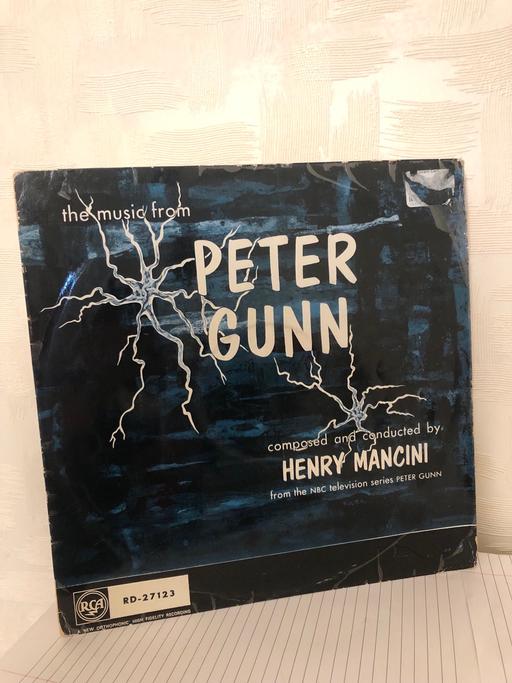 the music from
PETER
GUNN
composed and conducted by
HENRY MANCINI
from the NBC television series PETER GUNN
RCA
RD-27123
A "NEW ORTHOPHONIC" HIGH FIDELITY RECORDING